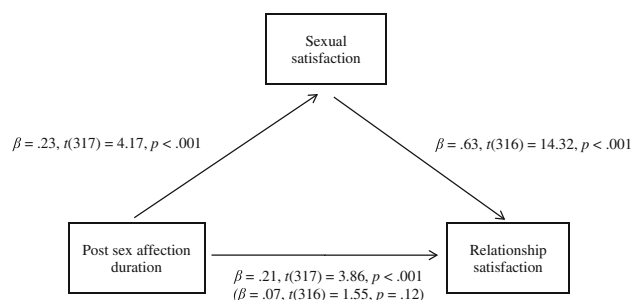 Sexual
satisfaction
β = .23, t(317) = 4.17, p < .001
β = .63, t(316) = 14.32, p < .001
Post sex affection
duration
Relationship
satisfaction
β = .21, t(317) = 3.86, p < .001
(β = .07, t(316) = 1.55, p = .12)